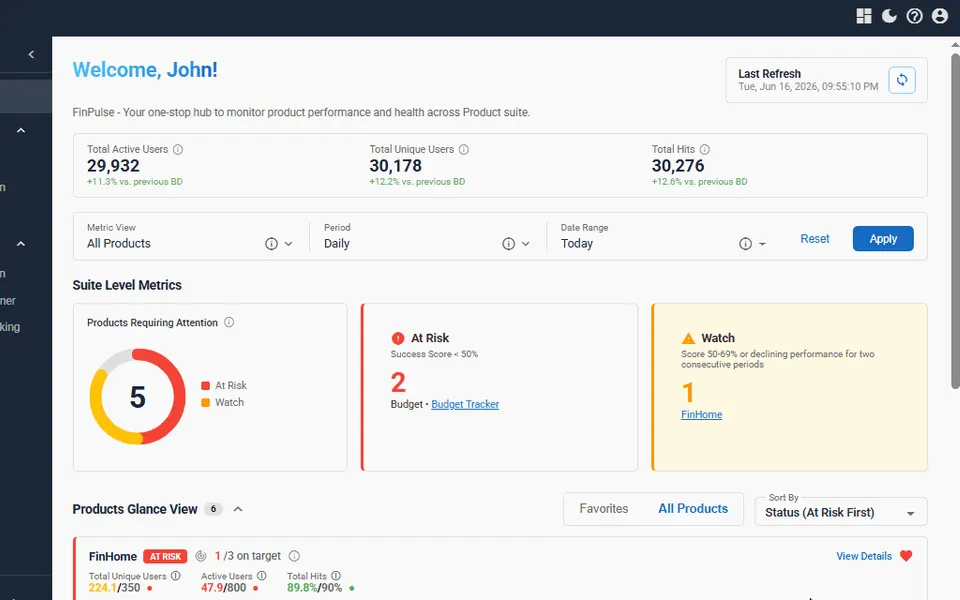 Welcome, John!
Last Refresh
Tue, Jun 16, 2026, 09:55:10 PM
FinPulse - Your one-stop hub to monitor product performance and health across Product suite.
Total Active Users
29,932
+11.3% vs. previous BD
Total Unique Users
30,178
+12.2% vs. previous BD
Total Hits
30,276
+12.6% vs. previous BD
Metric View
All Products
Period
Daily
Date Range
Today
Reset
Apply
n
n
ner
king
Suite Level Metrics
Products Requiring Attention
5
At Risk
Watch
At Risk
Success Score < 50%
2
Budget • Budget Tracker
Watch
Score 50-69% or declining performance for two
consecutive periods
1
FinHome
Products Glance View 6
Favorites
All Products
Sort By
Status (At Risk First)
FinHome AT RISK 1 /3 on target
View Details
Total Unique Users
224.1/350
Active Users
47.9/800
Total Hits
89.8%/90%